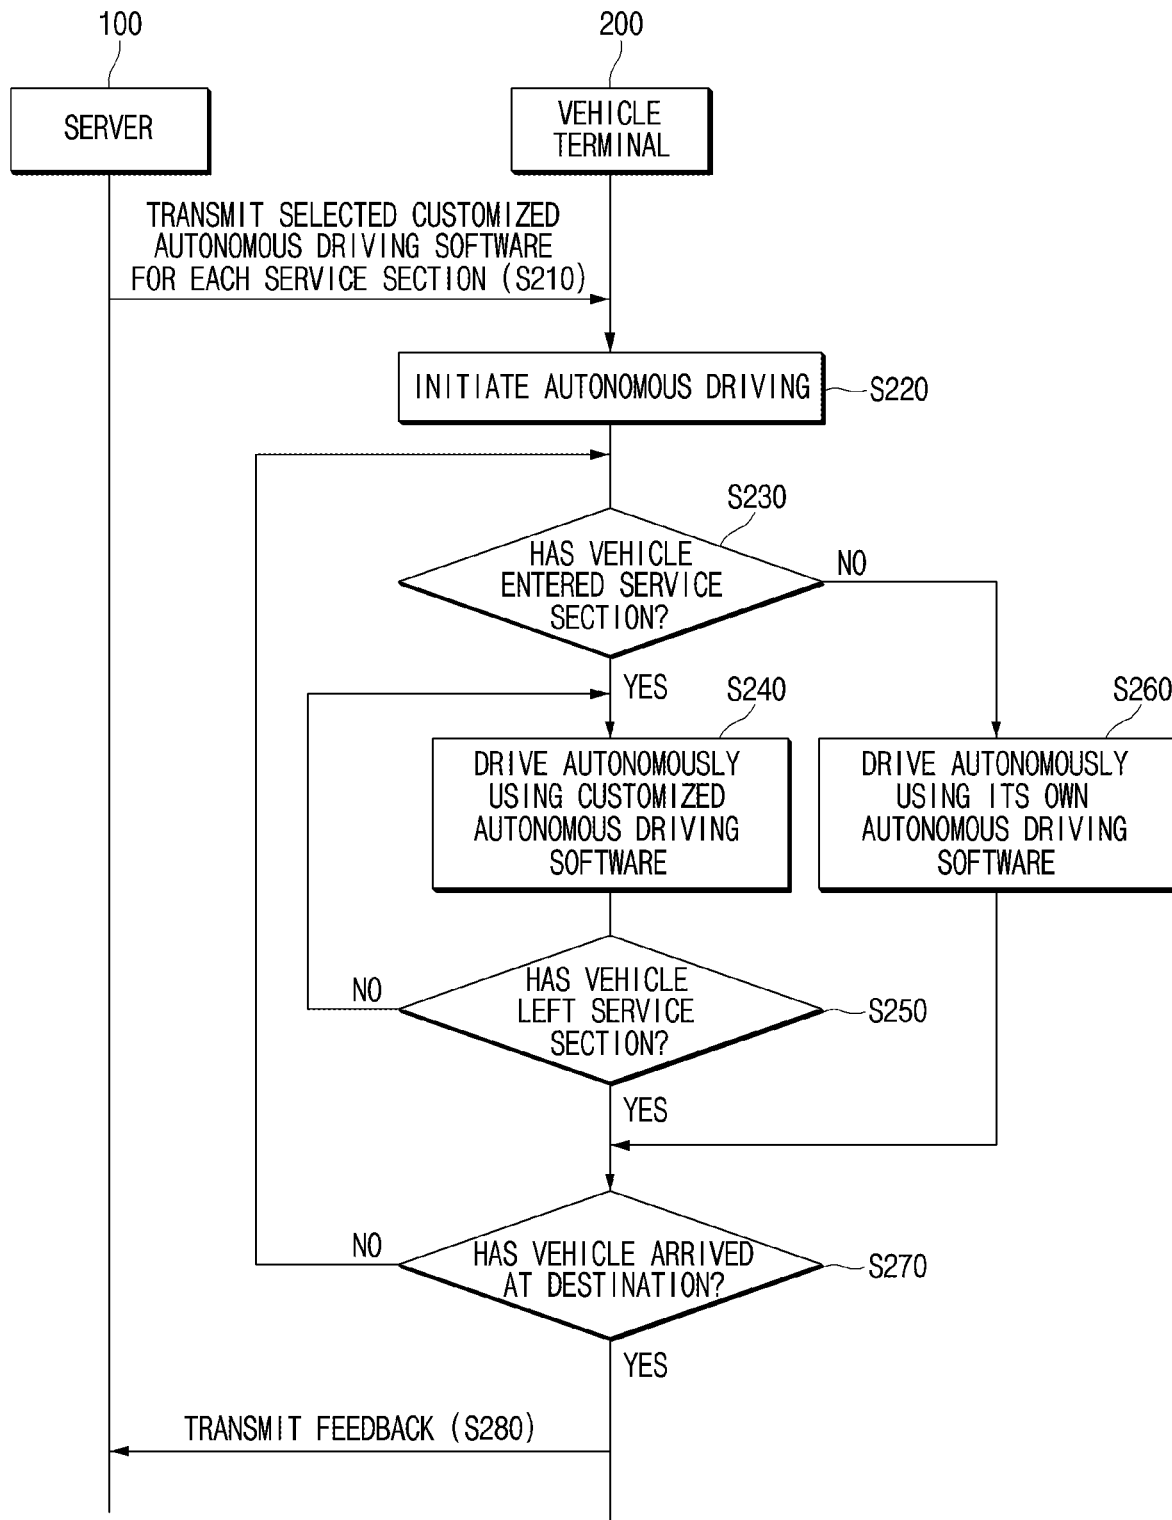 100
200
SERVER
VEHICLE
TERMINAL
TRANSMIT SELECTED CUSTOMIZED
AUTONOMOUS DRIVING SOFTWARE
FOR EACH SERVICE SECTION (S210)
INITIATE AUTONOMOUS DRIVING
S220
S230
HAS VEHICLE
ENTERED SERVICE
SECTION?
NO
YES
S240
S260
DRIVE AUTONOMOUSLY
USING CUSTOMIZED
AUTONOMOUS DRIVING
SOFTWARE
DRIVE AUTONOMOUSLY
USING ITS OWN
AUTONOMOUS DRIVING
SOFTWARE
NO
HAS VEHICLE
LEFT SERVICE
SECTION?
S250
YES
NO
HAS VEHICLE ARRIVED
AT DESTINATION?
S270
YES
TRANSMIT FEEDBACK (S280)